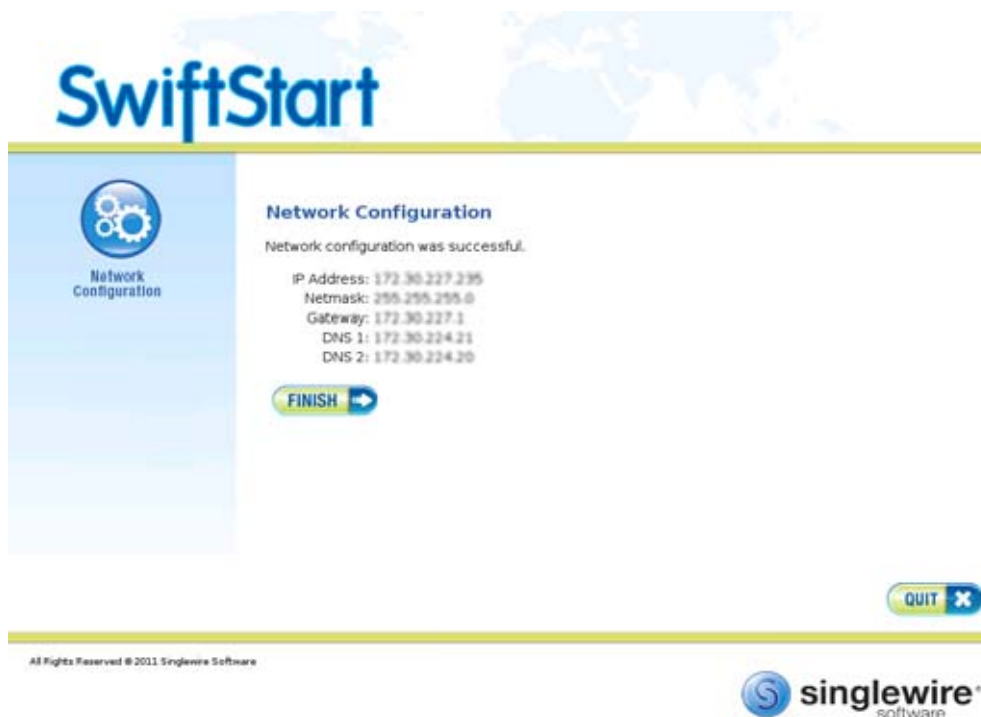 SwiftStart
Network
Configuration
Network Configuration
Network configuration was successful.
IP Address: 172.30.227.235
Netmask: 255.255.255.0
Gateway: 172.30.227.1
DNS 1: 172.30.224.21
DNS 2: 172.30.224.20
FINISH
QUIT
All Rights Reserved © 2011 Singlewire Software
singlewire
software